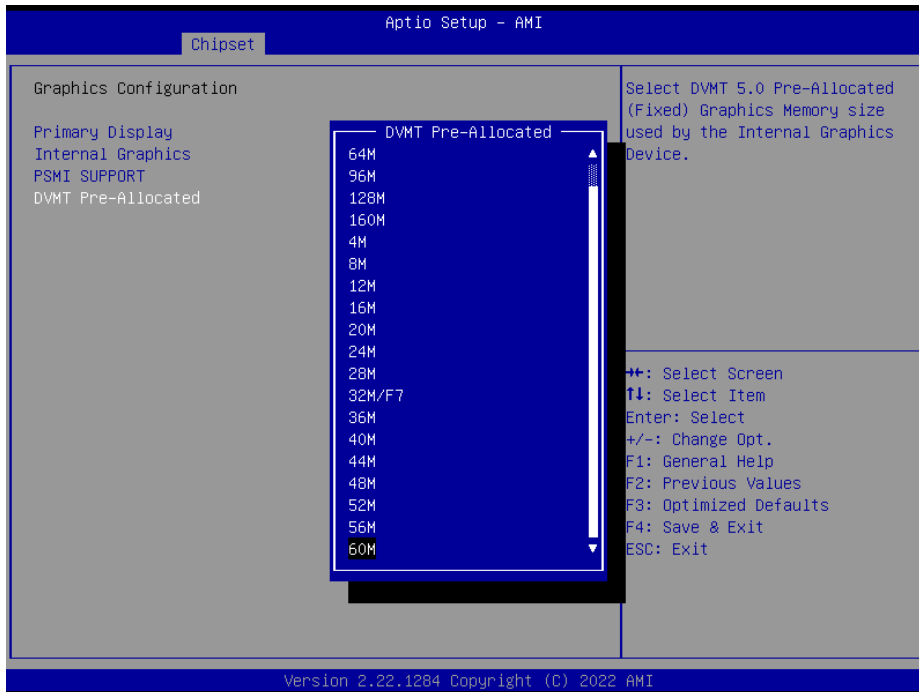 Aptio Setup – AMI
Chipset
Graphics Configuration
Primary Display
Internal Graphics
PSMI SUPPORT
DVMT Pre-Allocated
DVMT Pre-Allocated
64M
96M
128M
160M
4M
8M
12M
16M
20M
24M
28M
32M/F7
36M
40M
44M
48M
52M
56M
60M
Select DVMT 5.0 Pre-Allocated
(Fixed) Graphics Memory size
used by the Internal Graphics
Device.
→←: Select Screen
↑↓: Select Item
Enter: Select
+/-: Change Opt.
F1: General Help
F2: Previous Values
F3: Optimized Defaults
F4: Save & Exit
ESC: Exit
Version 2.22.1284 Copyright (C) 2022 AMI